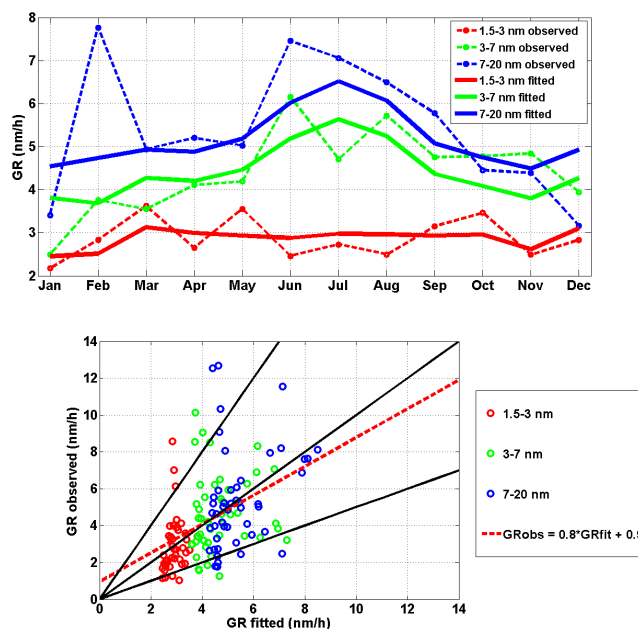 8
7
6
5
4
3
2
GR (nm/h)
1.5-3 nm observed
3-7 nm observed
7-20 nm observed
1.5-3 nm fitted
3-7 nm fitted
7-20 nm fitted
Jan Feb Mar Apr May Jun Jul Aug Sep Oct Nov Dec
14
12
10
8
6
4
2
0
GR observed (nm/h)
0 2 4 6 8 10 12 14
GR fitted (nm/h)
1.5-3 nm
3-7 nm
7-20 nm
GRobs = 0.8*GRfit + 0.9